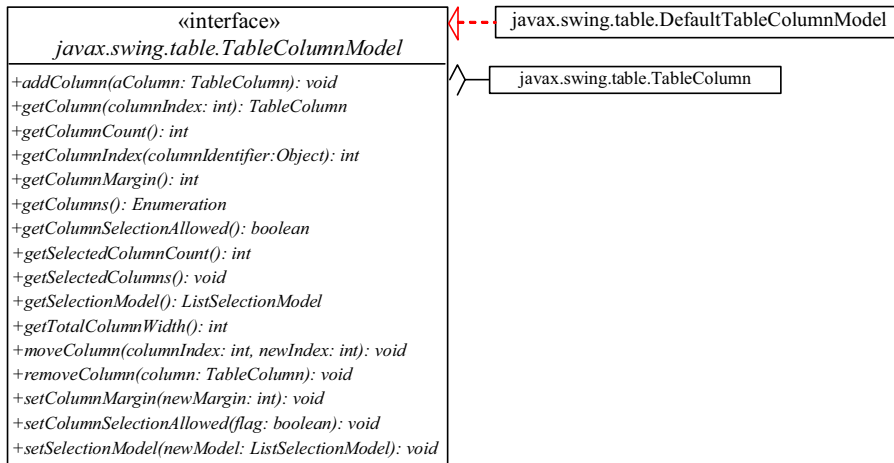 «interface»
javax.swing.table.TableColumnModel
+addColumn(aColumn: TableColumn): void
+getColumn(columnIndex: int): TableColumn
+getColumnCount(): int
+getColumnIndex(columnIdentifier:Object): int
+getColumnMargin(): int
+getColumns(): Enumeration
+getColumnSelectionAllowed(): boolean
+getSelectedColumnCount(): int
+getSelectedColumns(): void
+getSelectionModel(): ListSelectionModel
+getTotalColumnWidth(): int
+moveColumn(columnIndex: int, newIndex: int): void
+removeColumn(column: TableColumn): void
+setColumnMargin(newMargin: int): void
+setColumnSelectionAllowed(flag: boolean): void
+setSelectionModel(newModel: ListSelectionModel): void
javax.swing.table.DefaultTableColumnModel
javax.swing.table.TableColumn